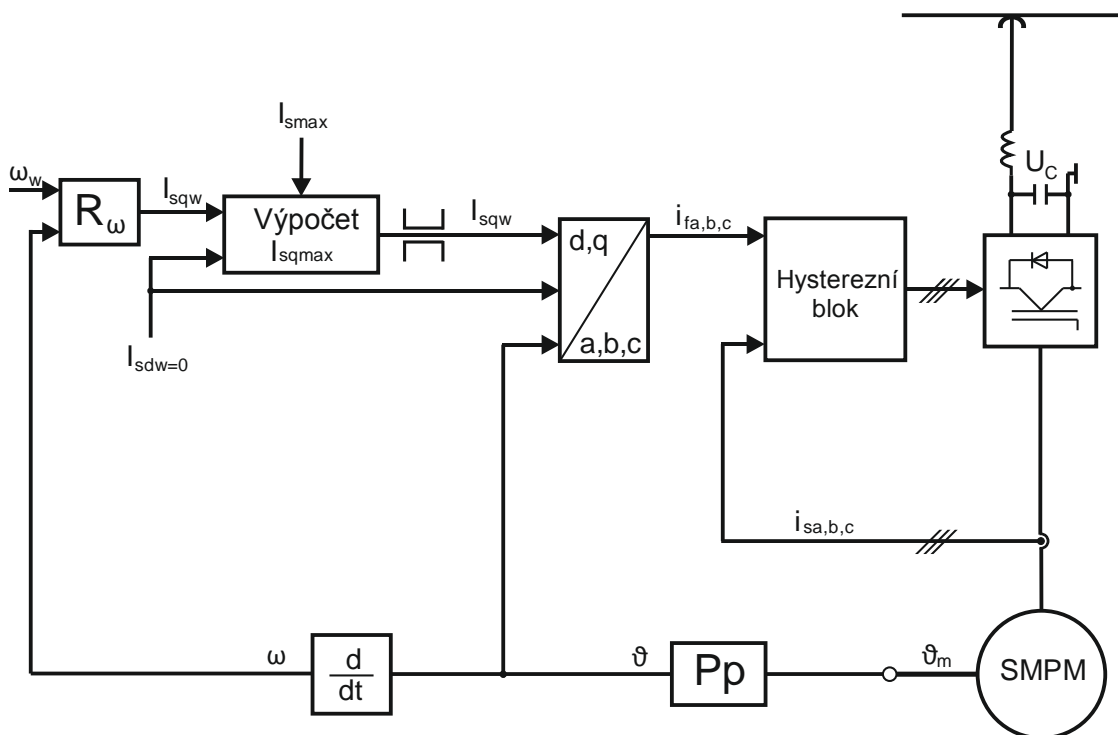 I_smax
U_C
ω_w
I_sqw
I_sqw
i_fa,b,c
R_ω
Výpočet
I_sqmax
d,q
a,b,c
Hysterezní
blok
I_sdw=0
i_sa,b,c
ω
d
dt
ϑ
Pp
ϑ_m
SMPM